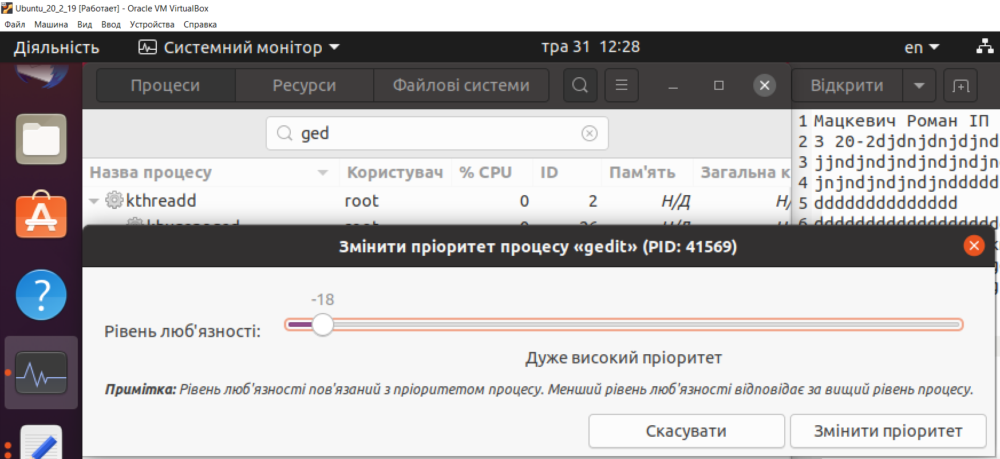 Ubuntu_20_2_19 [Работает] - Oracle VM VirtualBox
Файл Машина Вид Ввод Устройства Справка
Діяльність Системний монітор тра 31 12:28 en
Процеси Ресурси Файлові системи Відкрити
ged
Назва процесу Користувач % CPU ID Пам'ять Загальна к
kthreadd root 0 2 Н/Д Н/
1 Мацкевич Роман ІП
2 З 20-2djdnjdnjdjnd
3 jjndjndjndjndjndjn
4 jnjndjndjndjnddddd
5 dddddddddddddd
6
Змінити пріоритет процесу «gedit» (PID: 41569)
-18
Рівень люб'язності:
Дуже високий пріоритет
Примітка: Рівень люб'язності пов'язаний з пріоритетом процесу. Менший рівень люб'язності відповідає за вищий рівень процесу.
Скасувати Змінити пріоритет